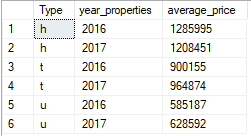 Type year_properties average_price
1 h 2016 1285995
2 h 2017 1208451
3 t 2016 900155
4 t 2017 964874
5 u 2016 585187
6 u 2017 628592